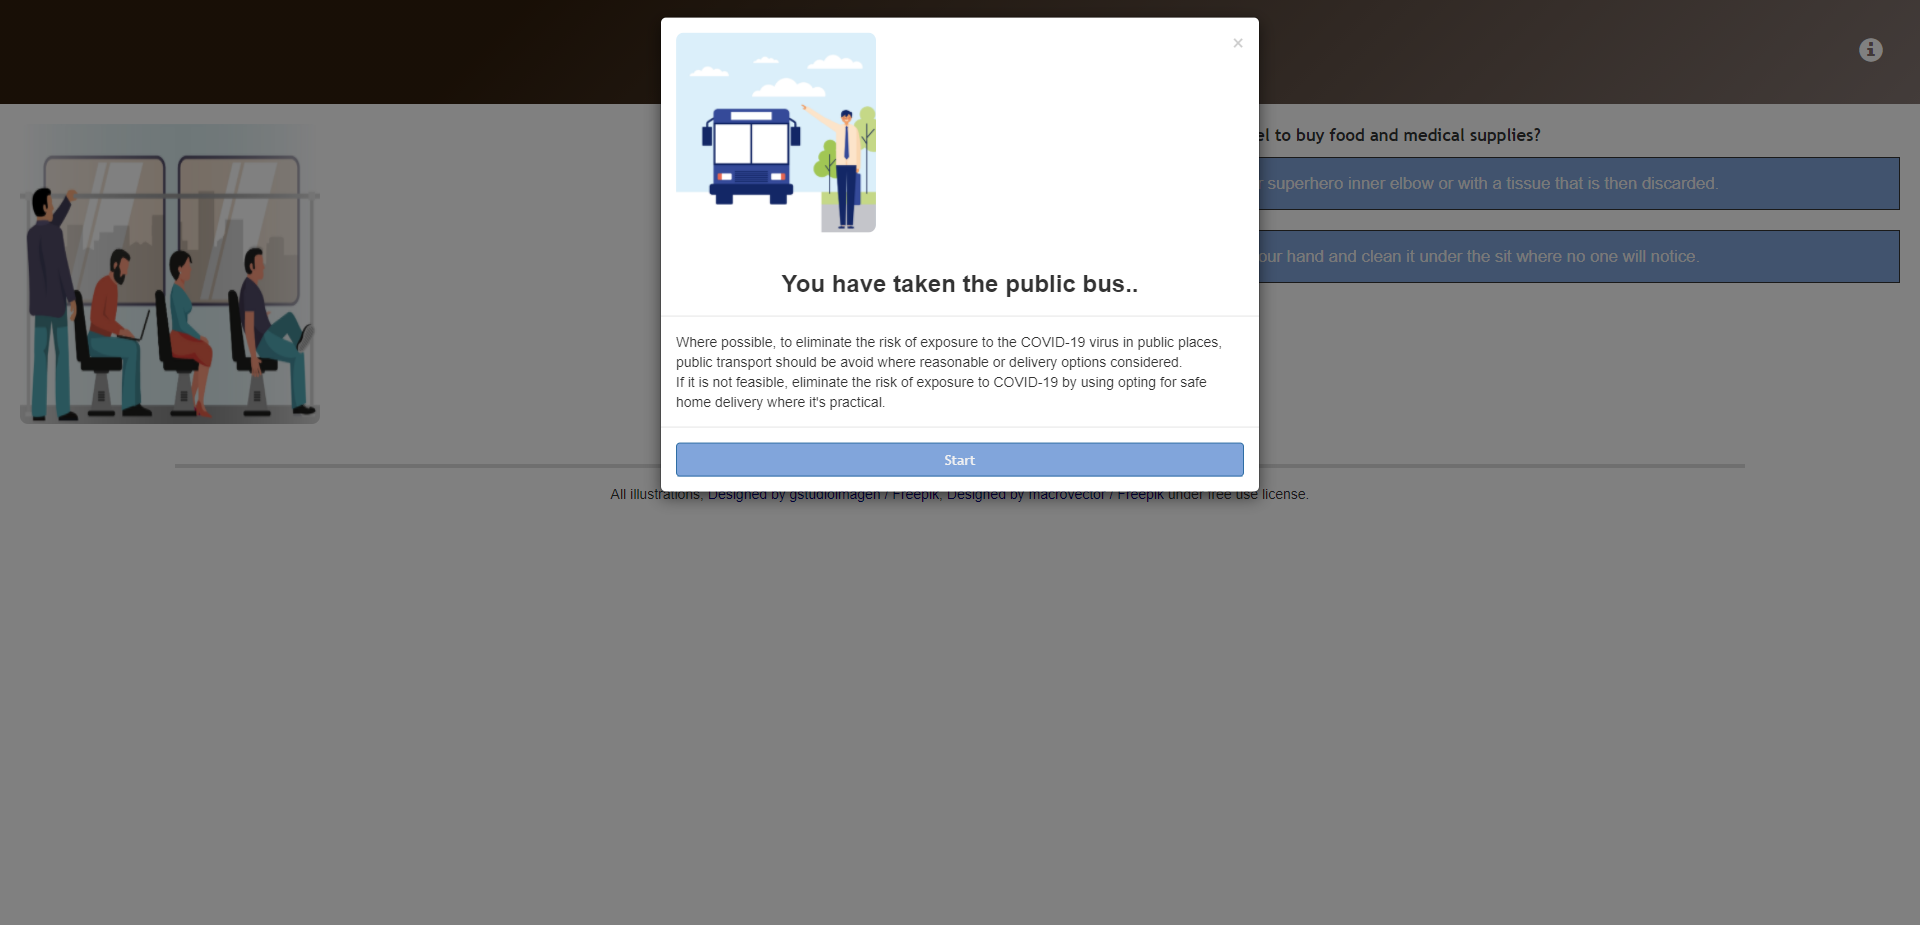 ×
You have taken the public bus..
Where possible, to eliminate the risk of exposure to the COVID-19 virus in public places,
public transport should be avoid where reasonable or delivery options considered.
If it is not feasible, eliminate the risk of exposure to COVID-19 by using opting for safe
home delivery where it's practical.
Start
to buy food and medical supplies?
superhero inner elbow or with a tissue that is then discarded.
hand and clean it under the sit where no one will notice.
All illustrations, Designed by gstudioimagen / Freepik, Designed by macrovector / Freepik under free use license.